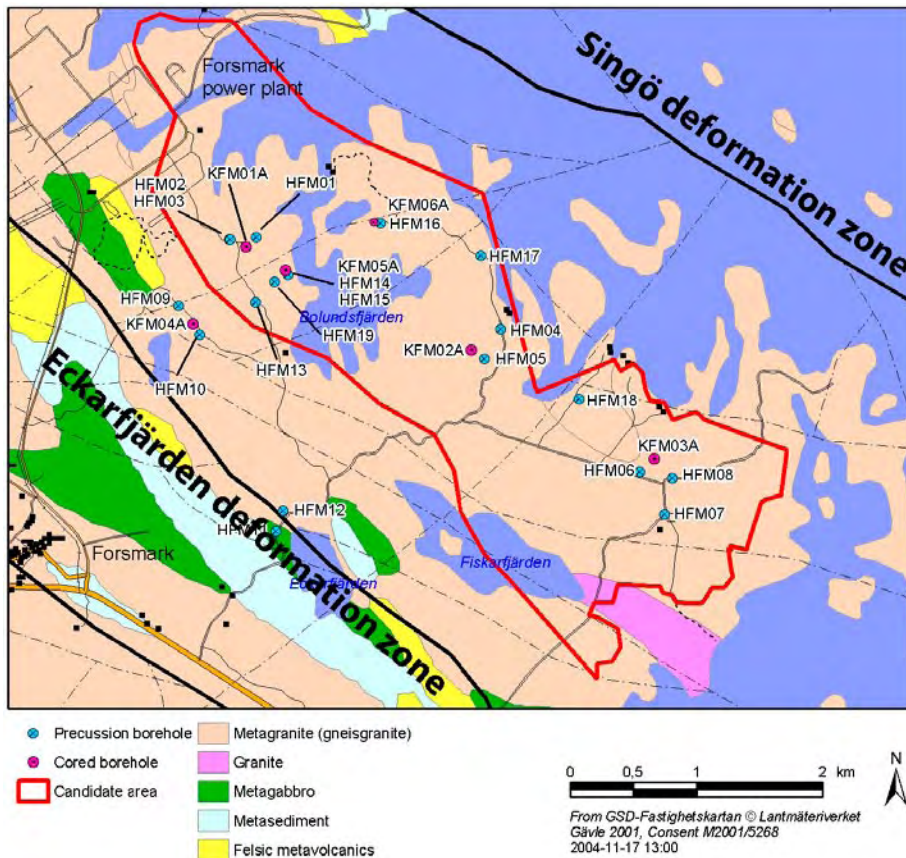 Singö deformation zone
Forsmark
power plant
KFM01A
HFM02
HFM03
HFM01
KFM06A
HFM16
HFM17
KFM05A
HFM14
HFM15
HFM09
KFM04A
Bolundsfjärden
HFM19
HFM04
KFM02A
HFM05
HFM10
HFM13
HFM18
KFM03A
HFM06
HFM08
HFM07
Eckarfjärden deformation zone
HFM12
Forsmark
Fiskarfjärden
Precussion borehole
Cored borehole
Candidate area
Metagranite (gneisgranite)
Granite
Metagabbro
Metasediment
Felsic metavolcanics
0 0,5 1 2 km
N
From GSD-Fastighetskartan © Lantmäteriverket
Gävle 2001, Consent M2001/5268
2004-11-17 13:00